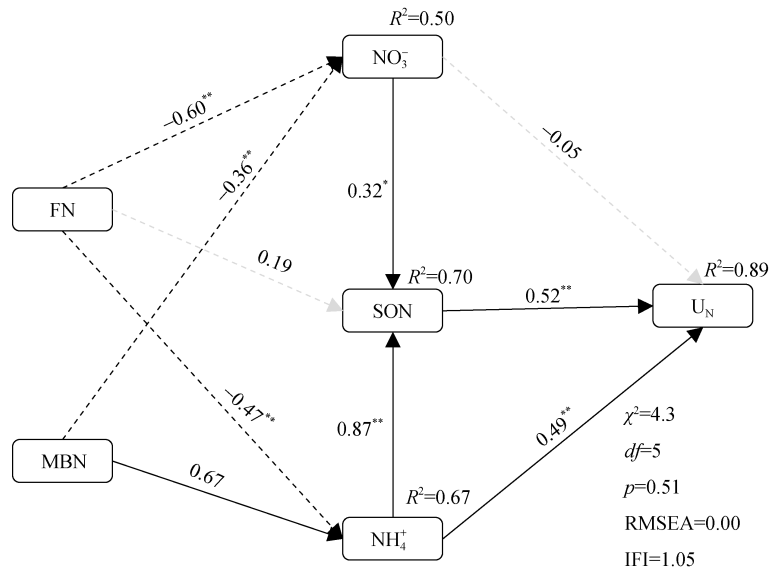 R²=0.50
NO₃⁻
−0.60**
−0.36**
−0.05
FN
0.32*
0.19
R²=0.70
R²=0.89
SON
0.52**
U_N
−0.47**
0.87**
0.49**
χ²=4.3
MBN
0.67
df=5
R²=0.67
p=0.51
NH₄⁺
RMSEA=0.00
IFI=1.05